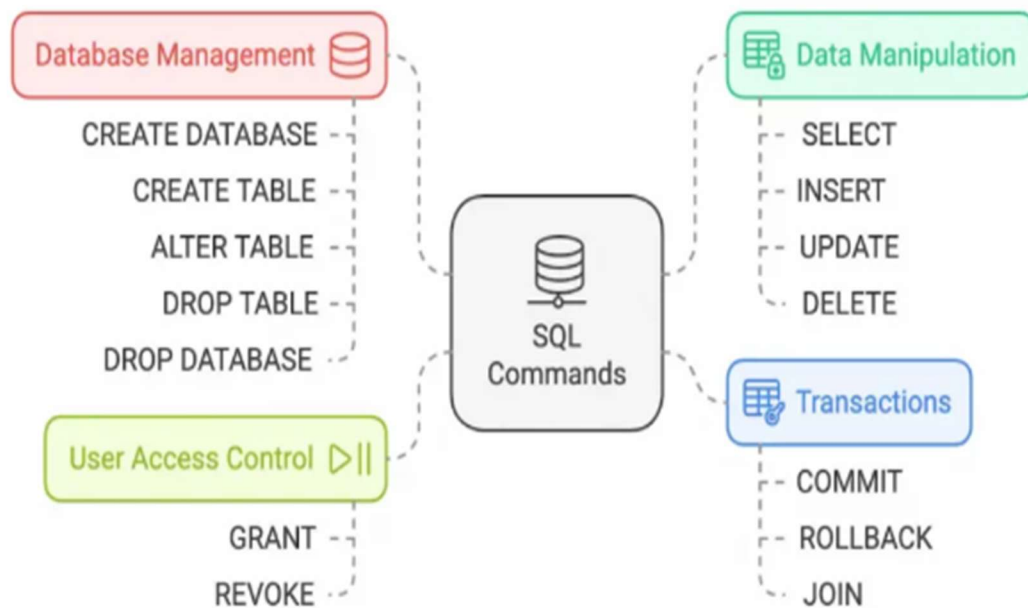 Database Management
CREATE DATABASE
CREATE TABLE
ALTER TABLE
DROP TABLE
DROP DATABASE
User Access Control
GRANT
REVOKE
SQL
Commands
Data Manipulation
SELECT
INSERT
UPDATE
DELETE
Transactions
COMMIT
ROLLBACK
JOIN